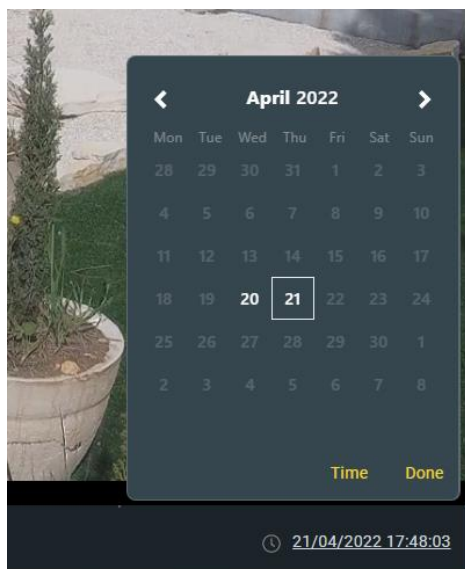 April 2022
Mon Tue Wed Thu Fri Sat Sun
28 29 30 31 1 2 3
4 5 6 7 8 9 10
11 12 13 14 15 16 17
18 19 20 21 22 23 24
25 26 27 28 29 30 1
2 3 4 5 6 7 8
Time Done
21/04/2022 17:48:03